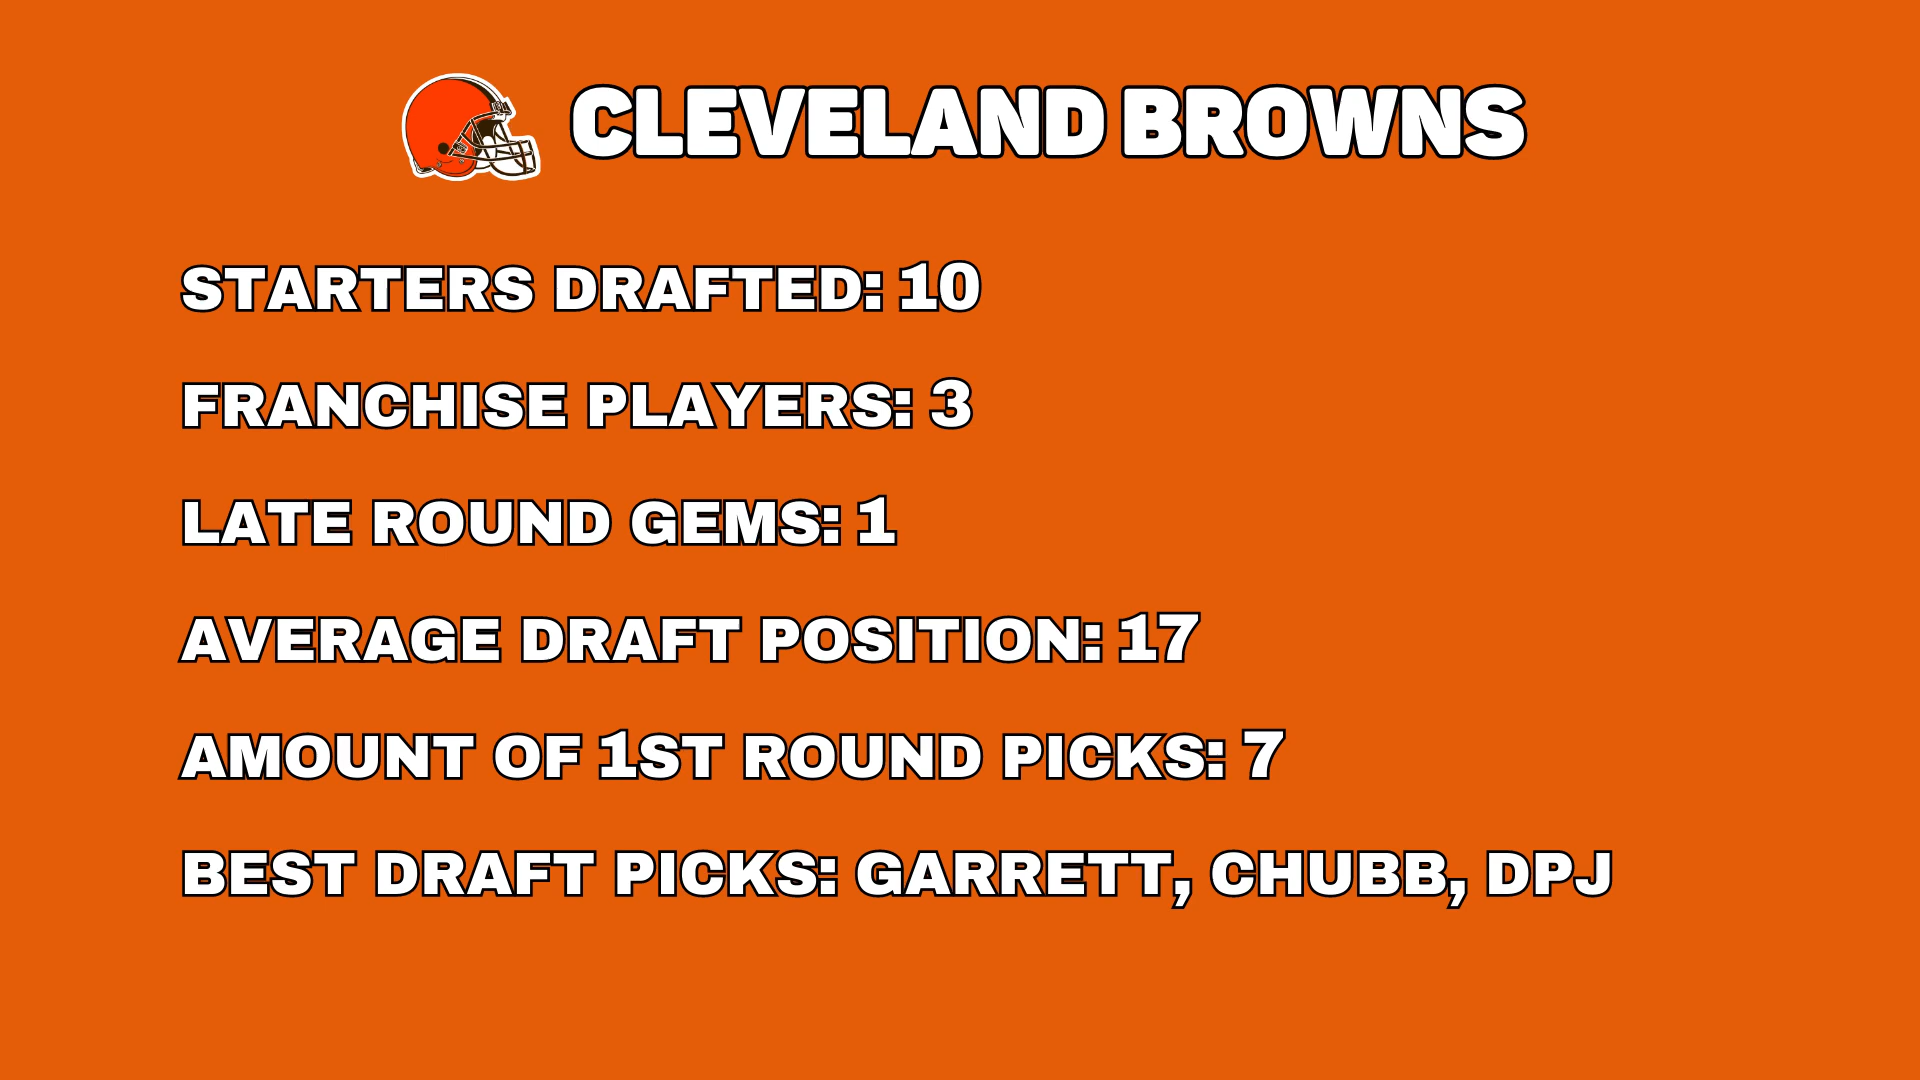 CLEVELAND BROWNS
STARTERS DRAFTED: 10
FRANCHISE PLAYERS: 3
LATE ROUND GEMS: 1
AVERAGE DRAFT POSITION: 17
AMOUNT OF 1ST ROUND PICKS: 7
BEST DRAFT PICKS: GARRETT, CHUBB, DPJ